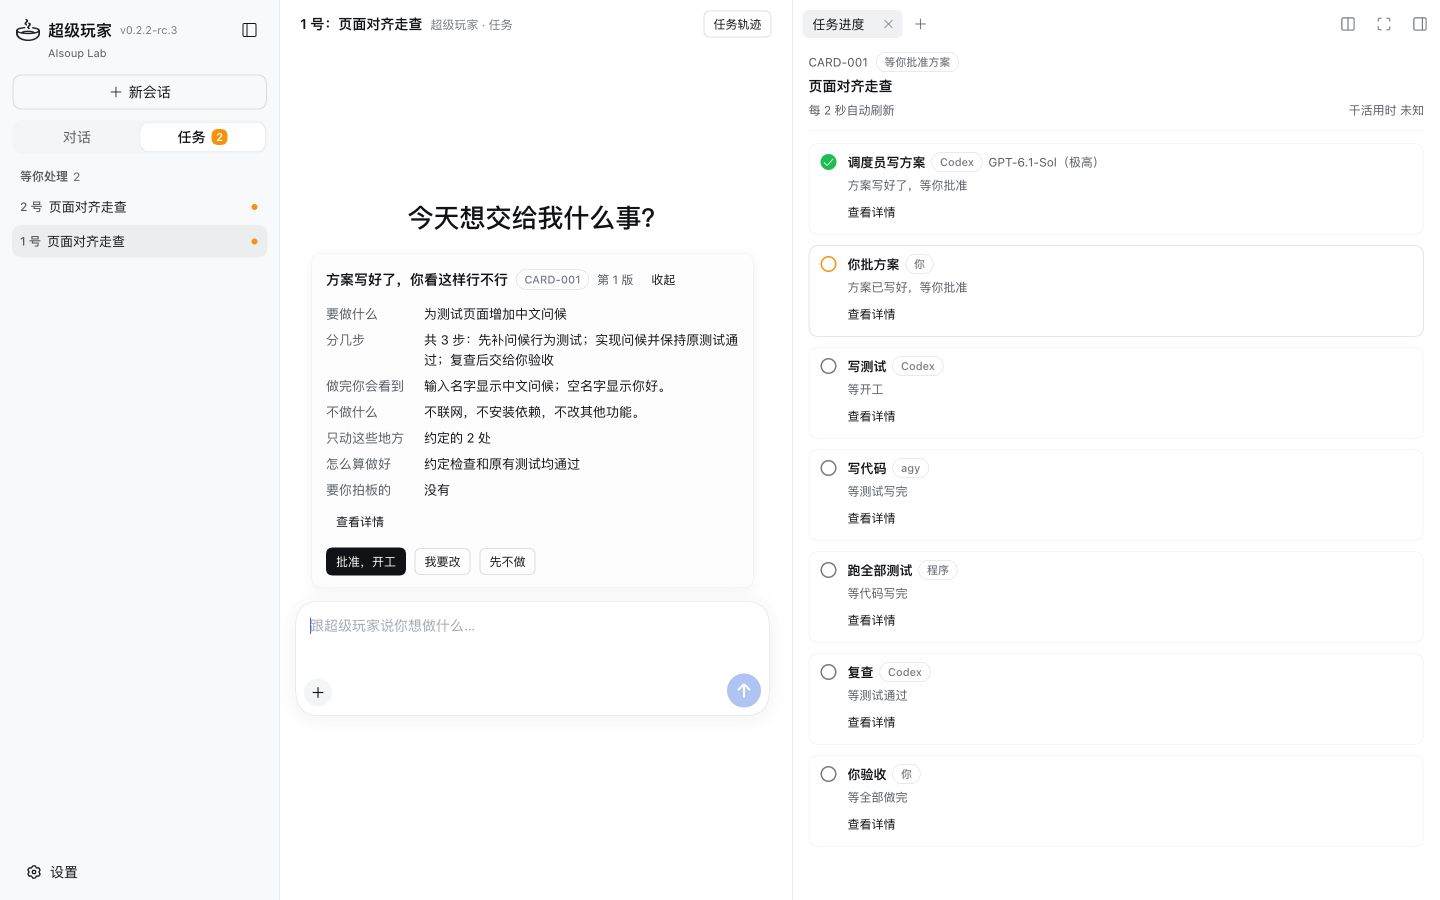 超级玩家 v0.2.2-rc.3
AIsoup Lab
新会话
对话
任务 2
等你处理 2
2 号 页面对齐走查
1 号 页面对齐走查
设置
1 号：页面对齐走查 超级玩家 · 任务
任务轨迹
今天想交给我什么事?
方案写好了，你看这样行不行 CARD-001 第 1 版 收起
要做什么 为测试页面增加中文问候
分几步 共 3 步：先补问候行为测试；实现问候并保持原测试通
过；复查后交给你验收
做完你会看到 输入名字显示中文问候；空名字显示你好。
不做什么 不联网，不安装依赖，不改其他功能。
只动这些地方 约定的 2 处
怎么算做好 约定检查和原有测试均通过
要你拍板的 没有
查看详情
批准，开工 我要改 先不做
跟超级玩家说你想做什么...
任务进度
CARD-001 等你批准方案
页面对齐走查
每 2 秒自动刷新 干活用时 未知
调度员写方案 Codex GPT-6.1-Sol（极高）
方案写好了，等你批准
查看详情
你批方案 你
方案已写好，等你批准
查看详情
写测试 Codex
等开工
查看详情
写代码 agy
等测试写完
查看详情
跑全部测试 程序
等代码写完
查看详情
复查 Codex
等测试通过
查看详情
你验收 你
等全部做完
查看详情